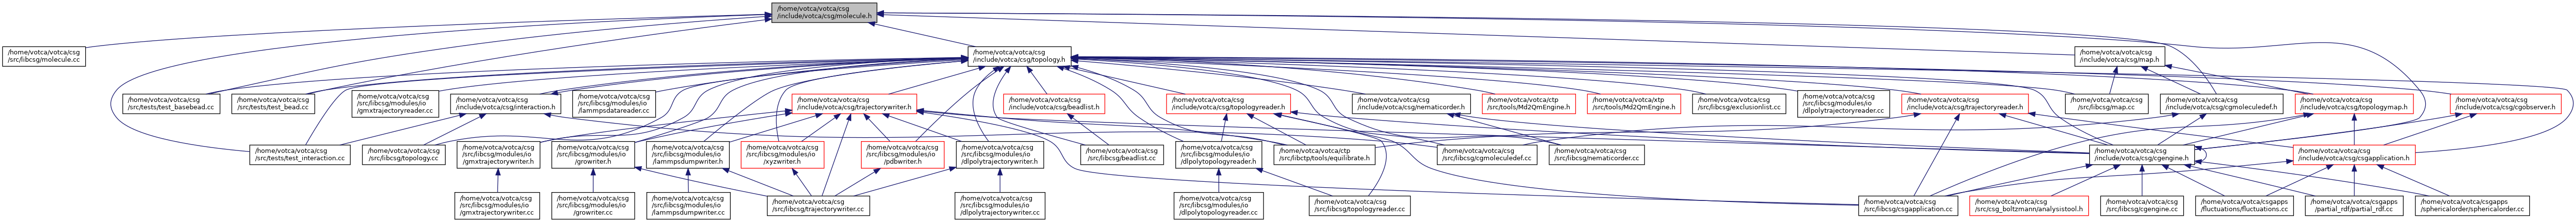 /home/votca/votca/csg
/include/votca/csg/molecule.h
/home/votca/votca/csg
/src/libcsg/molecule.cc
/home/votca/votca/csg
/include/votca/csg/topology.h
/home/votca/votca/csg
/include/votca/csg/map.h
/home/votca/votca/csg
/src/tests/test_basebead.cc
/home/votca/votca/csg
/src/tests/test_bead.cc
/home/votca/votca/csg
/src/libcsg/modules/io
/gmxtrajectoryreader.cc
/home/votca/votca/csg
/include/votca/csg/interaction.h
/home/votca/votca/csg
/src/libcsg/modules/io
/lammpsdatareader.cc
/home/votca/votca/csg
/include/votca/csg/trajectorywriter.h
/home/votca/votca/csg
/include/votca/csg/beadlist.h
/home/votca/votca/csg
/include/votca/csg/topologyreader.h
/home/votca/votca/csg
/include/votca/csg/nematicorder.h
/home/votca/votca/ctp
/src/tools/Md2QmEngine.h
/home/votca/votca/xtp
/src/tools/Md2QmEngine.h
/home/votca/votca/csg
/src/libcsg/exclusionlist.cc
/home/votca/votca/csg
/src/libcsg/modules/io
/dlpolytrajectoryreader.cc
/home/votca/votca/csg
/include/votca/csg/trajectoryreader.h
/home/votca/votca/csg
/src/libcsg/map.cc
/home/votca/votca/csg
/include/votca/csg/cgmoleculedef.h
/home/votca/votca/csg
/include/votca/csg/topologymap.h
/home/votca/votca/csg
/include/votca/csg/cgobserver.h
/home/votca/votca/csg
/src/tests/test_interaction.cc
/home/votca/votca/csg
/src/libcsg/topology.cc
/home/votca/votca/csg
/src/libcsg/modules/io
/gmxtrajectorywriter.h
/home/votca/votca/csg
/src/libcsg/modules/io
/growriter.h
/home/votca/votca/csg
/src/libcsg/modules/io
/lammpsdumpwriter.h
/home/votca/votca/csg
/src/libcsg/modules/io
/xyzwriter.h
/home/votca/votca/csg
/src/libcsg/modules/io
/pdbwriter.h
/home/votca/votca/csg
/src/libcsg/modules/io
/dlpolytrajectorywriter.h
/home/votca/votca/csg
/src/libcsg/beadlist.cc
/home/votca/votca/csg
/src/libcsg/modules/io
/dlpolytopologyreader.h
/home/votca/votca/ctp
/src/libctp/tools/equilibrate.h
/home/votca/votca/csg
/src/libcsg/cgmoleculedef.cc
/home/votca/votca/csg
/src/libcsg/nematicorder.cc
/home/votca/votca/csg
/include/votca/csg/cgengine.h
/home/votca/votca/csg
/include/votca/csg/csgapplication.h
/home/votca/votca/csg
/src/libcsg/modules/io
/gmxtrajectorywriter.cc
/home/votca/votca/csg
/src/libcsg/modules/io
/growriter.cc
/home/votca/votca/csg
/src/libcsg/modules/io
/lammpsdumpwriter.cc
/home/votca/votca/csg
/src/libcsg/trajectorywriter.cc
/home/votca/votca/csg
/src/libcsg/modules/io
/dlpolytrajectorywriter.cc
/home/votca/votca/csg
/src/libcsg/modules/io
/dlpolytopologyreader.cc
/home/votca/votca/csg
/src/libcsg/topologyreader.cc
/home/votca/votca/csg
/src/libcsg/csgapplication.cc
/home/votca/votca/csg
/src/csg_boltzmann/analysistool.h
/home/votca/votca/csg
/src/libcsg/cgengine.cc
/home/votca/votca/csgapps
/fluctuations/fluctuations.cc
/home/votca/votca/csgapps
/partial_rdf/partial_rdf.cc
/home/votca/votca/csgapps
/sphericalorder/sphericalorder.cc